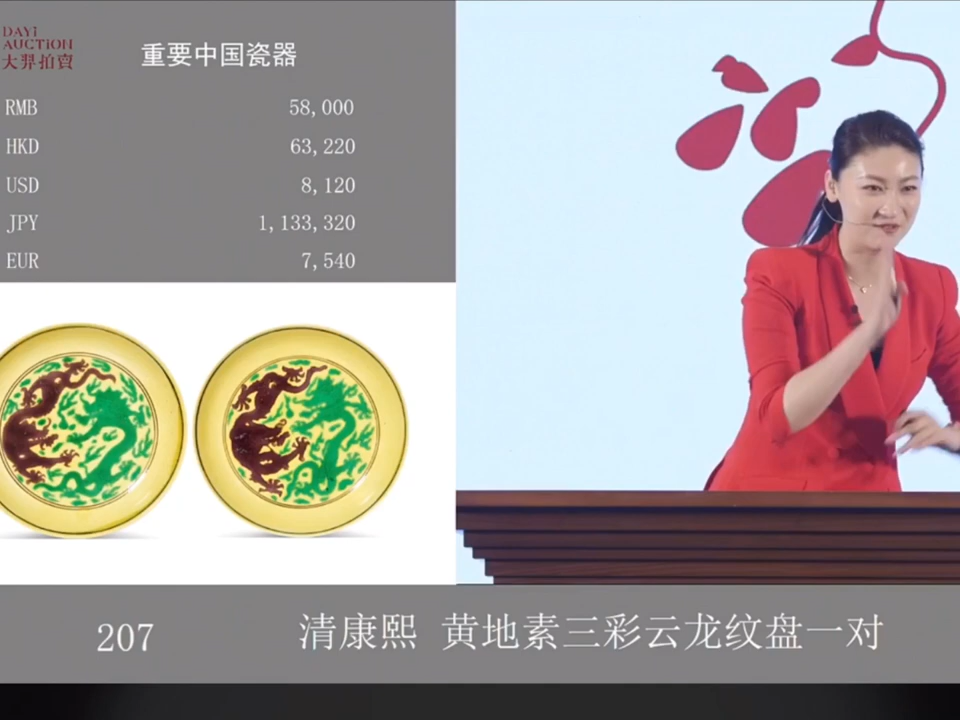 DAYi
AUCTION
大羿拍賣
重要中国瓷器
RMB 58,000
HKD 63,220
USD 8,120
JPY 1,133,320
EUR 7,540
207 清康熙 黄地素三彩云龙纹盘一对